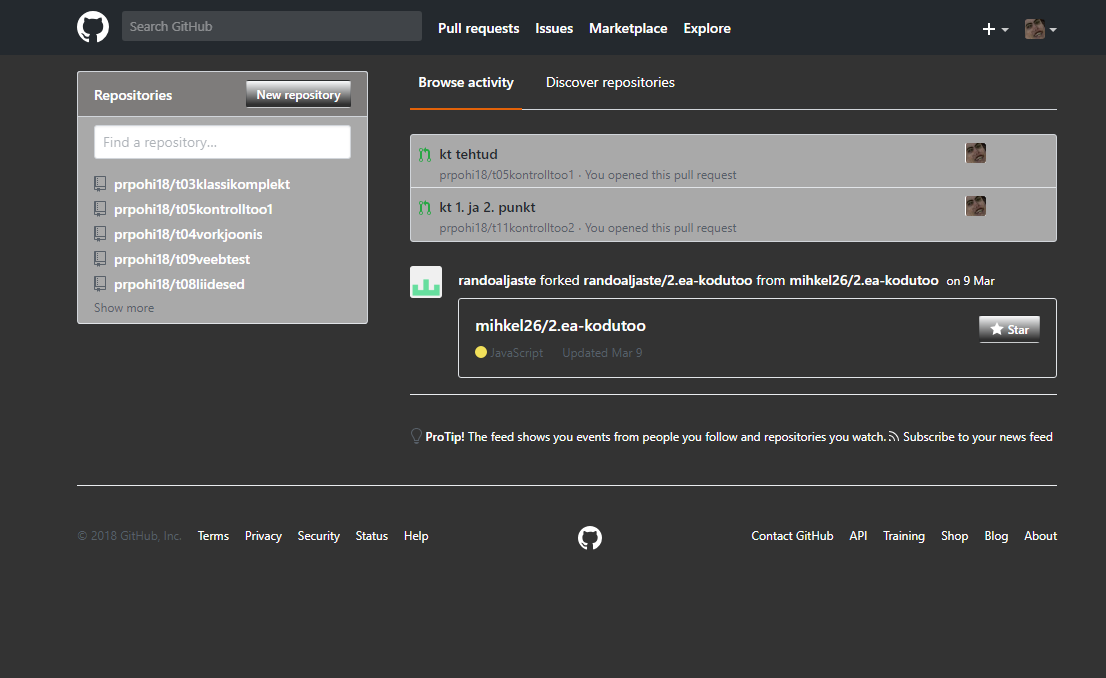 Search GitHub Pull requests Issues Marketplace Explore
Repositories New repository
Find a repository...
prpohi18/t03klassikomplekt
prpohi18/t05kontrolltoo1
prpohi18/t04vorkjoonis
prpohi18/t09veebtest
prpohi18/t08liidesed
Show more
Browse activity Discover repositories
kt tehtud
prpohi18/t05kontrolltoo1 · You opened this pull request
kt 1. ja 2. punkt
prpohi18/t11kontrolltoo2 · You opened this pull request
randoaljaste forked randoaljaste/2.ea-kodutoo from mihkel26/2.ea-kodutoo on 9 Mar
mihkel26/2.ea-kodutoo Star
JavaScript Updated Mar 9
ProTip! The feed shows you events from people you follow and repositories you watch. Subscribe to your news feed
© 2018 GitHub, Inc. Terms Privacy Security Status Help Contact GitHub API Training Shop Blog About